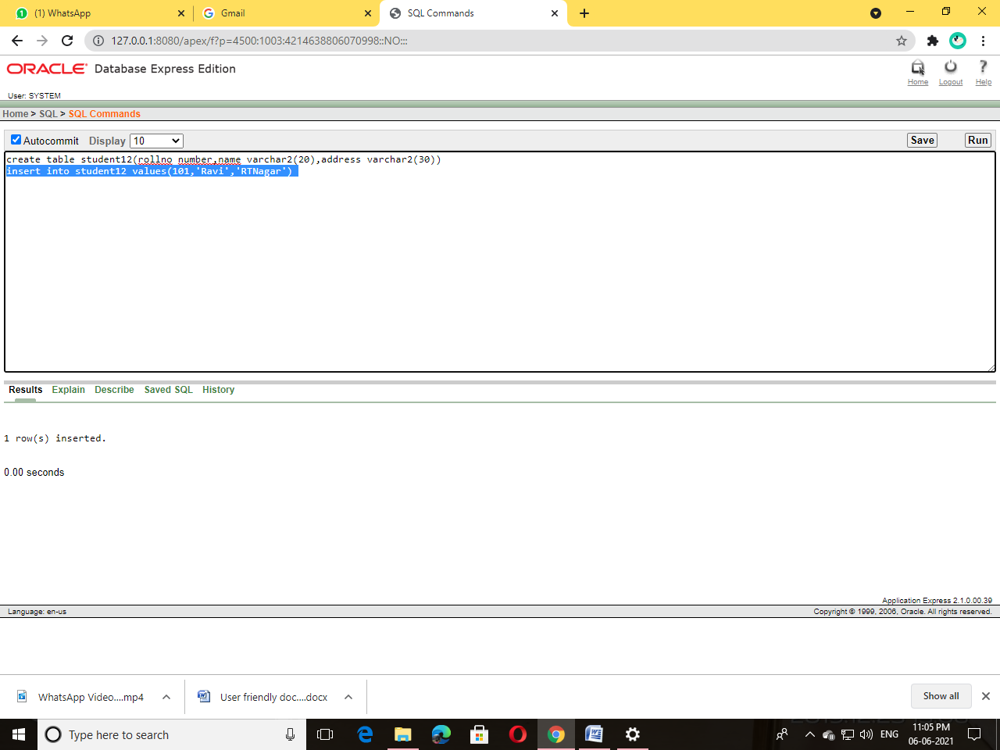 (1) WhatsApp
Gmail
SQL Commands
127.0.0.1:8080/apex/f?p=4500:1003:4214638806070998::NO:::
ORACLE Database Express Edition
Home Logout Help
User: SYSTEM
Home > SQL > SQL Commands
Autocommit Display 10 Save Run
create table student12(rollno number,name varchar2(20),address varchar2(30))
insert into student12 values(101,'Ravi','RTNagar')
Results Explain Describe Saved SQL History
1 row(s) inserted.
0.00 seconds
Application Express 2.1.0.00.39
Language: en-us
Copyright © 1999, 2006, Oracle. All rights reserved.
WhatsApp Video....mp4
User friendly doc....docx
Show all
Type here to search
ENG
11:05 PM
06-06-2021